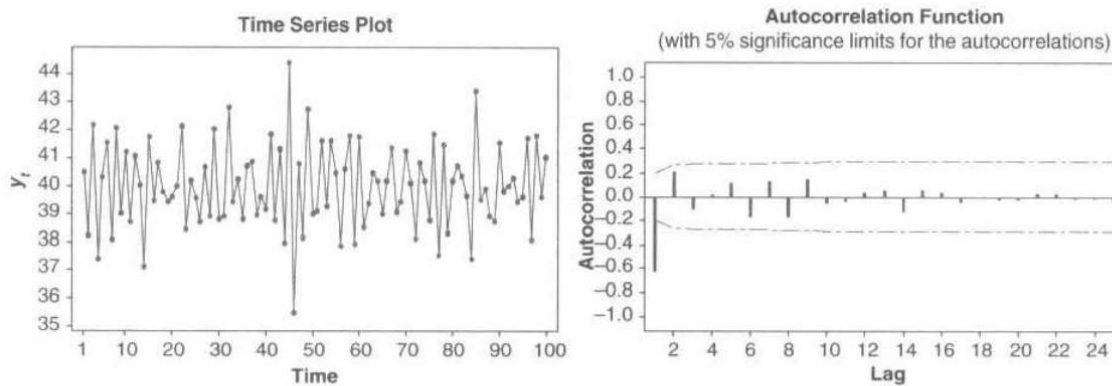 Time Series Plot
44
43
42
41
40
39
38
37
36
35
y_t
1 10 20 30 40 50 60 70 80 90 100
Time
Autocorrelation Function
(with 5% significance limits for the autocorrelations)
1.0
0.8
0.6
0.4
0.2
0.0
−0.2
−0.4
−0.6
−0.8
−1.0
Autocorrelation
2 4 6 8 10 12 14 16 18 20 22 24
Lag